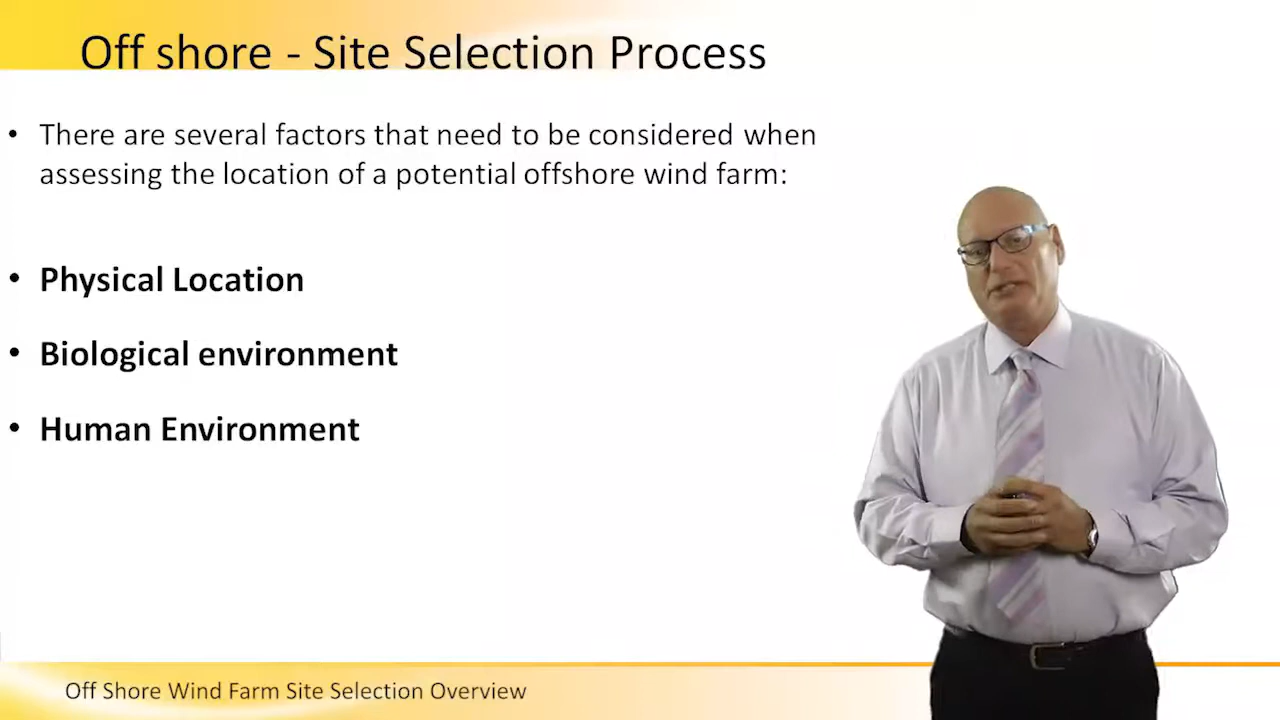 Off shore - Site Selection Process
• There are several factors that need to be considered when
assessing the location of a potential offshore wind farm:
• Physical Location
• Biological environment
• Human Environment
Off Shore Wind Farm Site Selection Overview